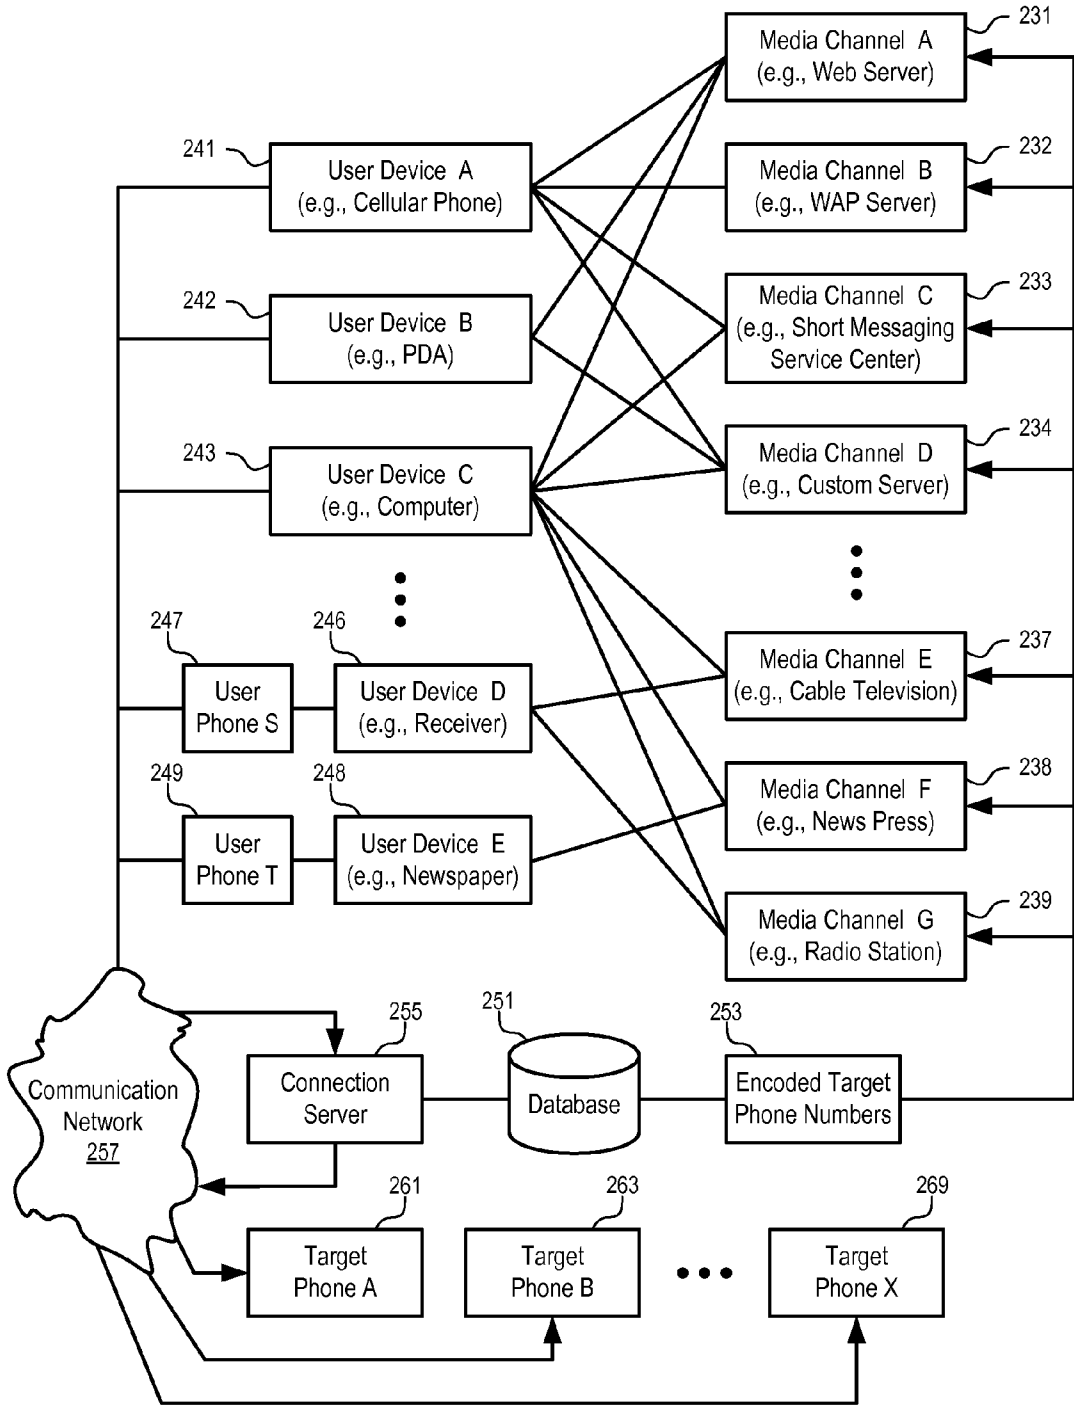 231
Media Channel A
(e.g., Web Server)
241
User Device A
(e.g., Cellular Phone)
232
Media Channel B
(e.g., WAP Server)
242
User Device B
(e.g., PDA)
233
Media Channel C
(e.g., Short Messaging
Service Center)
243
User Device C
(e.g., Computer)
234
Media Channel D
(e.g., Custom Server)
247
User
Phone S
246
User Device D
(e.g., Receiver)
237
Media Channel E
(e.g., Cable Television)
249
User
Phone T
248
User Device E
(e.g., Newspaper)
238
Media Channel F
(e.g., News Press)
239
Media Channel G
(e.g., Radio Station)
Communication
Network
257
255
Connection
Server
251
Database
253
Encoded Target
Phone Numbers
261
Target
Phone A
263
Target
Phone B
269
Target
Phone X